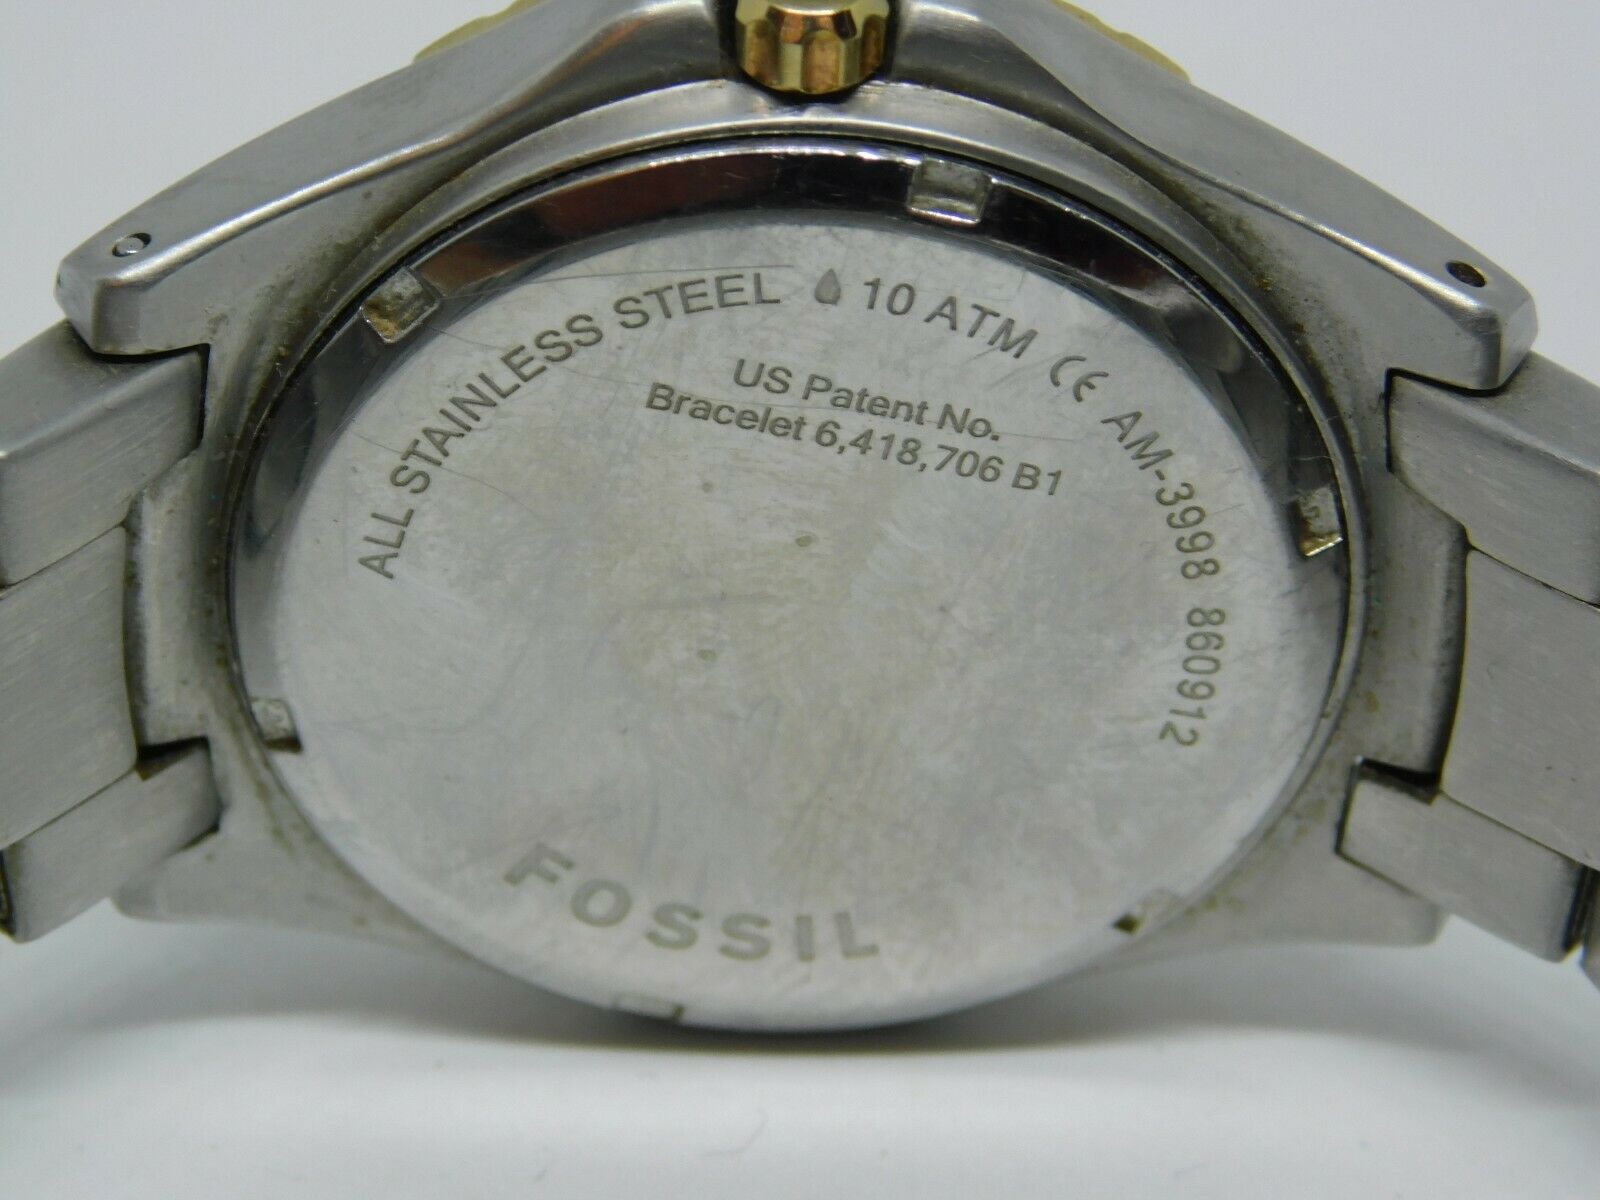 ALL STAINLESS STEEL 10 ATM CE AM-3998 860912
US Patent No.
Bracelet 6,418,706 B1
FOSSIL